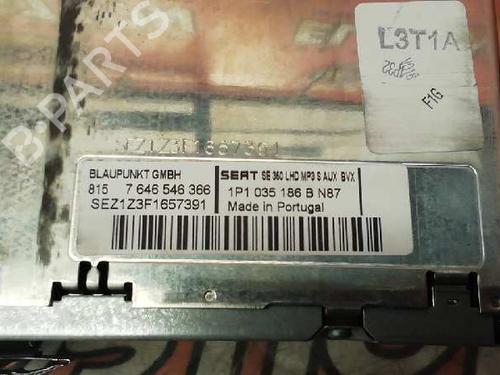 L3T1A
F1G
B-PARTS
SEZ1Z3F1657391
BLAUPUNKT GMBH
815 7 646 546 366
SEZ1Z3F1657391
SEAT SE 360 LHD MP3 S AUX BVX
1P1 035 186 B N87
Made in Portugal